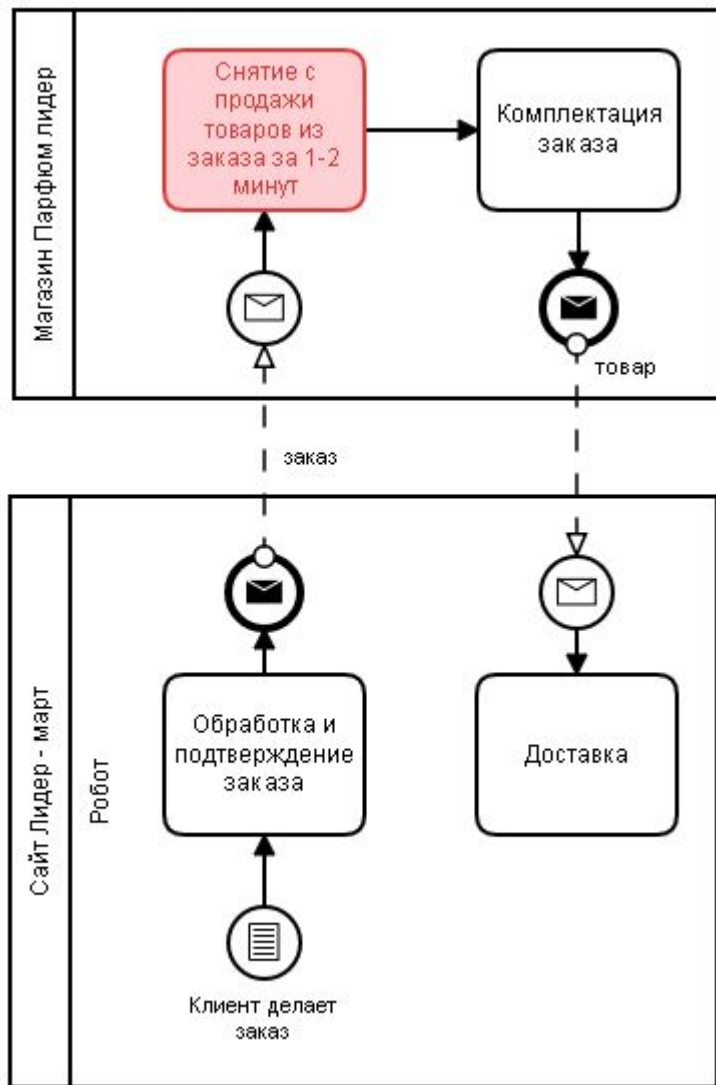 Магазин Парфюм лидер
Снятие с
продажи
товаров из
заказа за 1-2
минут
Комплектация
заказа
товар
заказ
Сайт Лидер - март
Робот
Обработка и
подтверждение
заказа
Доставка
Клиент делает
заказ